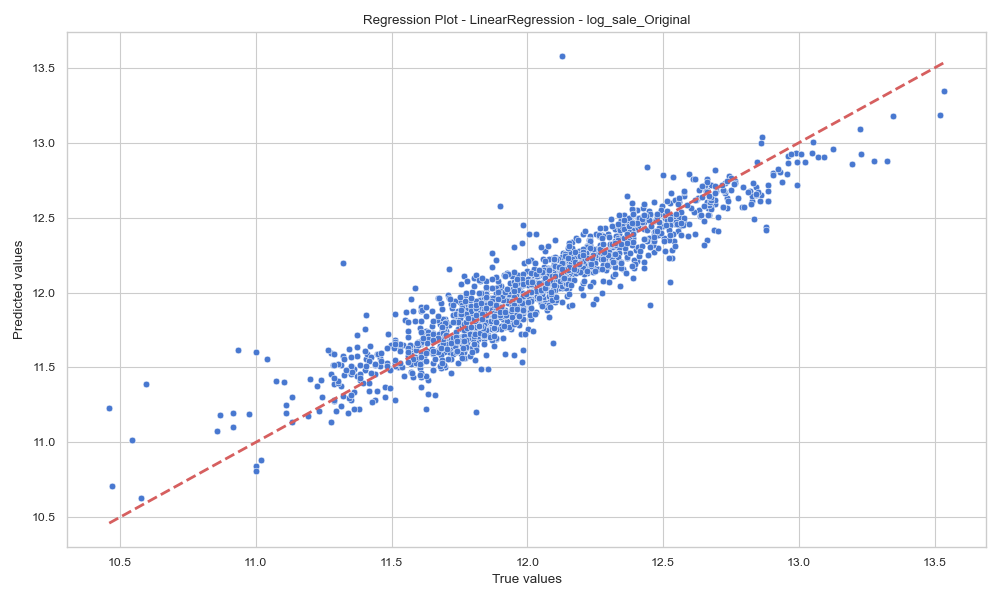 Regression Plot - LinearRegression - log_sale_Original
Predicted values
13.5
13.0
12.5
12.0
11.5
11.0
10.5
10.5 11.0 11.5 12.0 12.5 13.0 13.5
True values